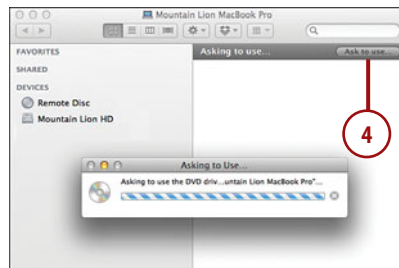 Mountain Lion MacBook Pro
FAVORITES
Asking to use...
Ask to use...
SHARED
DEVICES
Remote Disc
Mountain Lion HD
4
Asking to Use...
Asking to use the DVD driv...untain Lion MacBook Pro"...